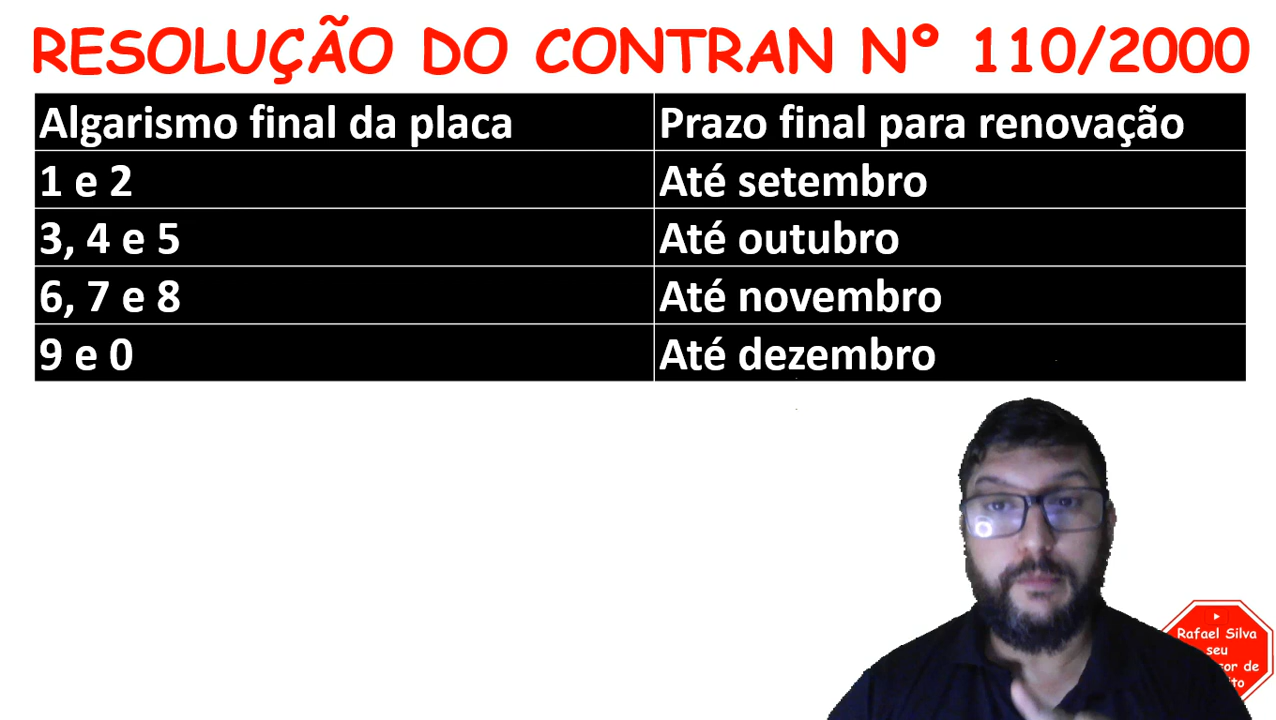 RESOLUÇÃO DO CONTRAN Nº 110/2000
Algarismo final da placa Prazo final para renovação
1 e 2 Até setembro
3, 4 e 5 Até outubro
6, 7 e 8 Até novembro
9 e 0 Até dezembro
Rafael Silva
seu
de